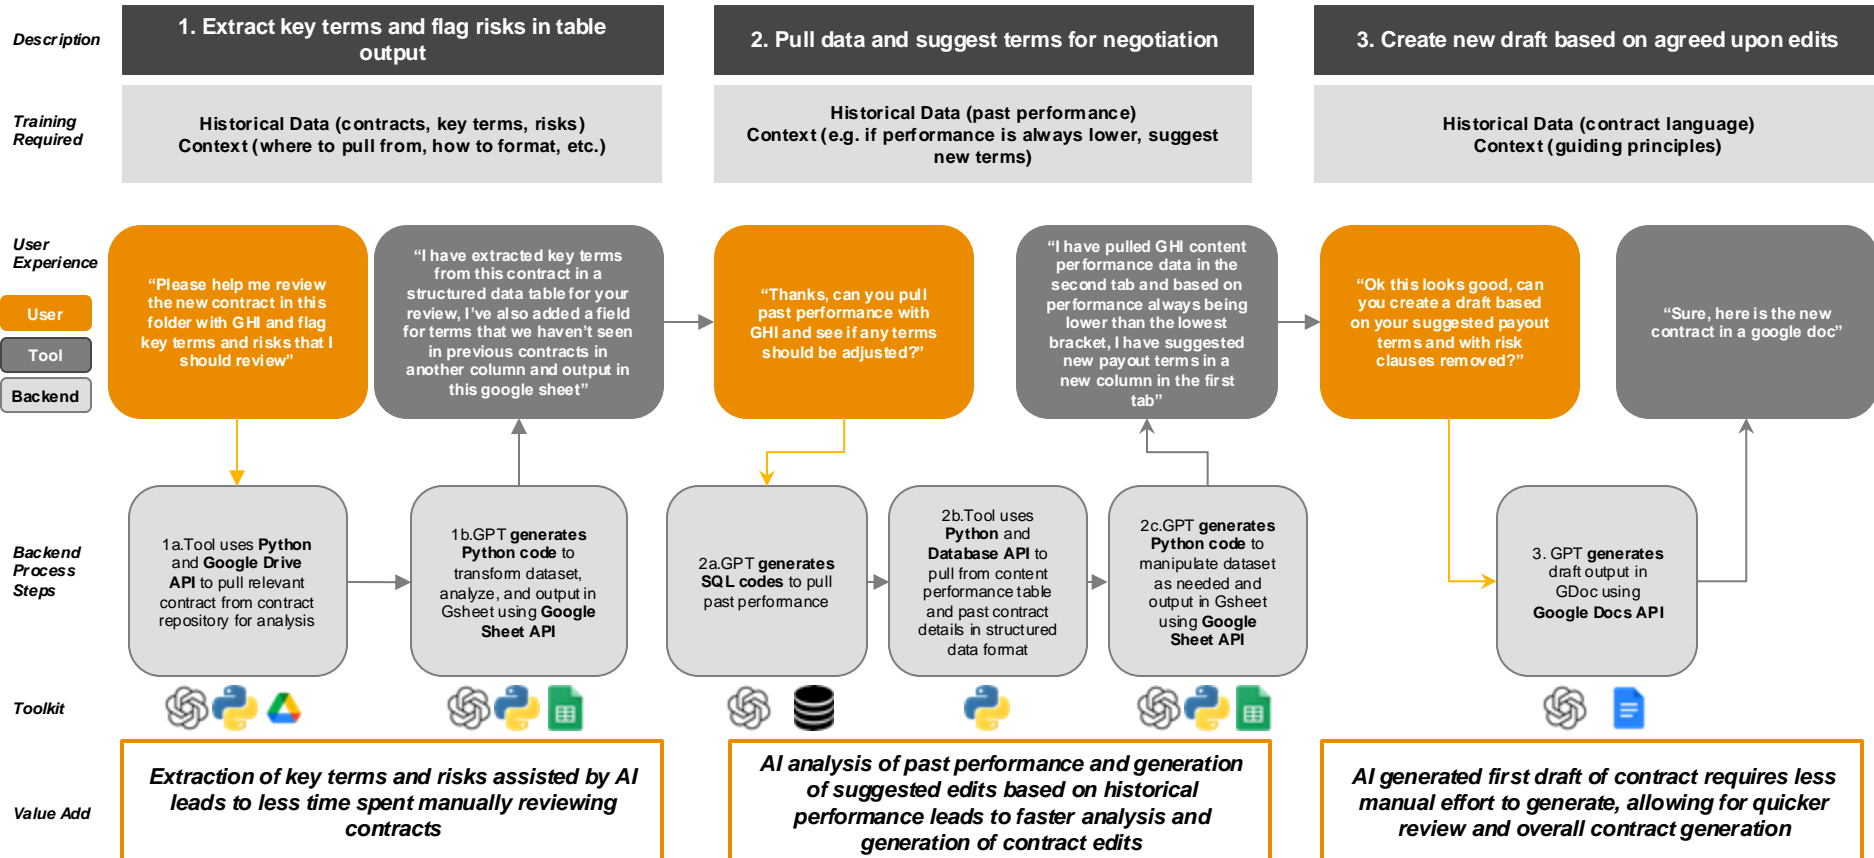 Description
1. Extract key terms and flag risks in table
output
2. Pull data and suggest terms for negotiation
3. Create new draft based on agreed upon edits
Training
Required
Historical Data (contracts, key terms, risks)
Context (where to pull from, how to format, etc.)
Historical Data (past performance)
Context (e.g. if performance is always lower, suggest
new terms)
Historical Data (contract language)
Context (guiding principles)
User
Experience
User
Tool
Backend
“Please help me review
the new contract in this
folder with GHI and flag
key terms and risks that I
should review”
“I have extracted key terms
from this contract in a
structured data table for your
review, I’ve also added a field
for terms that we haven’t seen
in previous contracts in
another column and output in
this google sheet”
“Thanks, can you pull
past performance with
GHI and see if any terms
should be adjusted?”
“I have pulled GHI content
performance data in the
second tab and based on
performance always being
lower than the lowest
bracket, I have suggested
new payout terms in a
new column in the first
tab”
“Ok this looks good, can
you create a draft based
on your suggested payout
terms and with risk
clauses removed?”
“Sure, here is the new
contract in a google doc”
Backend
Process
Steps
1a.Tool uses Python
and Google Drive
API to pull relevant
contract from contract
repository for analysis
1b.GPT generates
Python code to
transform dataset,
analyze, and output in
Gsheet using Google
Sheet API
2a.GPT generates
SQL codes to pull
past performance
2b.Tool uses
Python and
Database API to
pull from content
performance table
and past contract
details in structured
data format
2c.GPT generates
Python code to
manipulate dataset
as needed and
output in Gsheet
using Google
Sheet API
3. GPT generates
draft output in
GDoc using
Google Docs API
Toolkit
Value Add
Extraction of key terms and risks assisted by AI
leads to less time spent manually reviewing
contracts
AI analysis of past performance and generation
of suggested edits based on historical
performance leads to faster analysis and
generation of contract edits
AI generated first draft of contract requires less
manual effort to generate, allowing for quicker
review and overall contract generation